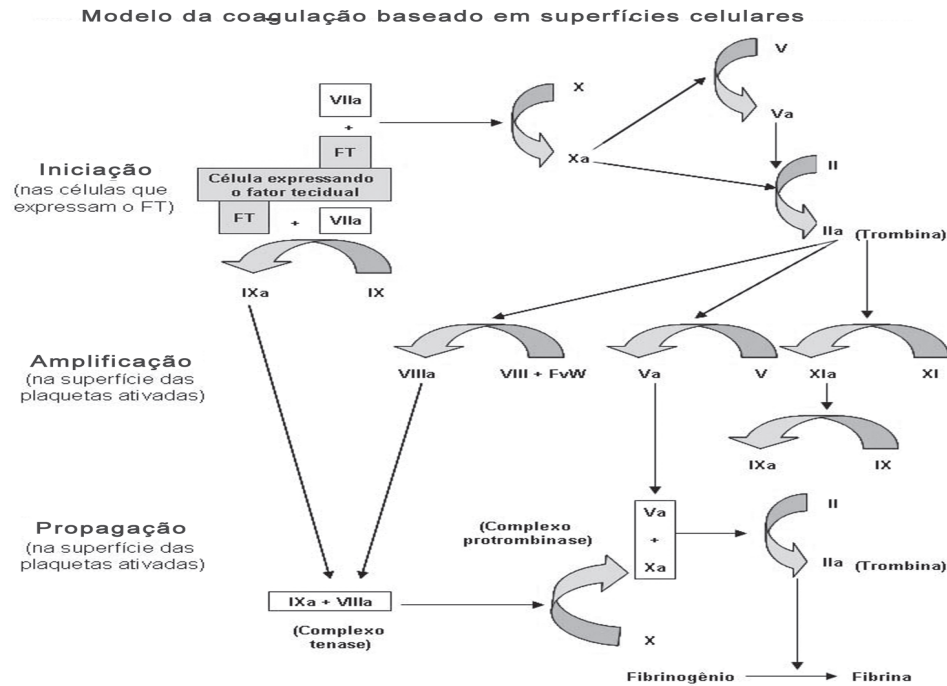 Modelo da coagulação baseado em superfícies celulares
Iniciação
(nas células que
expressam o FT)
VIIa
+
FT
Célula expressando
o fator tecidual
FT
+
VIIa
IXa
IX
X
Xa
V
Va
II
IIa (Trombina)
Amplificação
(na superfície das
plaquetas ativadas)
VIIIa
VIII + FvW
Va
V
XIa
XI
IXa
IX
Propagação
(na superfície das
plaquetas ativadas)
IXa + VIIIa
(Complexo
tenase)
(Complexo
protrombinase)
X
Va
+
Xa
II
IIa (Trombina)
Fibrinogênio
Fibrina